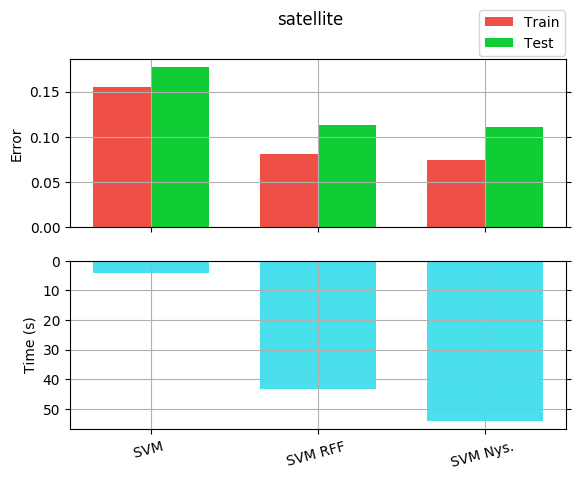 satellite
Train
Test
0.15
0.10
0.05
0.00
Error
0
10
20
30
40
50
Time (s)
SVM
SVM RFF
SVM Nys.